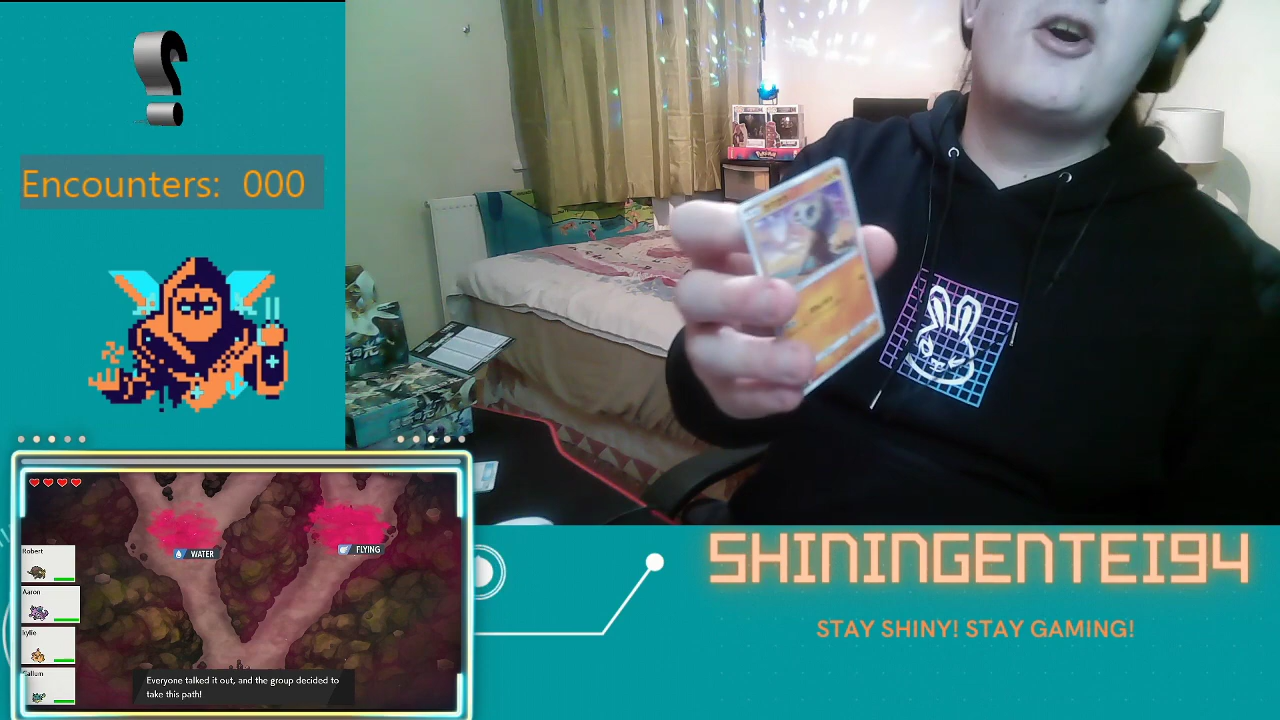 Encounters: 000
WATER
FLYING
Robert
Aaron
kylie
Callum
Everyone talked it out, and the group decided to
take this path!
SHININGENTEI94
STAY SHINY! STAY GAMING!